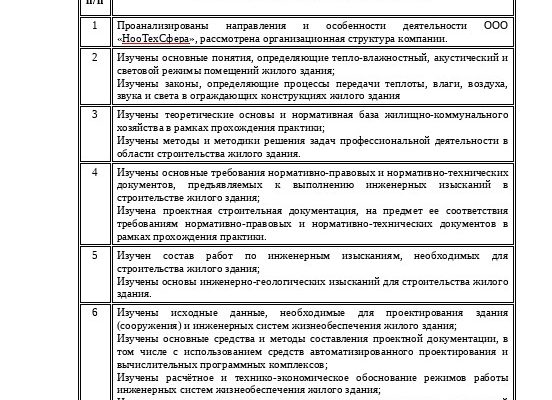 п/п
1
Проанализированы направления и особенности деятельности ООО
«НооТехСфера», рассмотрена организационная структура компании.
2
Изучены основные понятия, определяющие тепло-влажностный, акустический и
световой режимы помещений жилого здания;
Изучены законы, определяющие процессы передачи теплоты, влаги, воздуха,
звука и света в ограждающих конструкциях жилого здания
3
Изучены теоретические основы и нормативная база жилищно-коммунального
хозяйства в рамках прохождения практики;
Изучены методы и методики решения задач профессиональной деятельности в
области строительства жилого здания.
4
Изучены основные требования нормативно-правовых и нормативно-технических
документов, предъявляемых к выполнению инженерных изысканий в
строительстве жилого здания;
Изучена проектная строительная документация, на предмет ее соответствия
требованиям нормативно-правовых и нормативно-технических документов в
рамках прохождения практики.
5
Изучен состав работ по инженерным изысканиям, необходимых для
строительства жилого здания;
Изучены основы инженерно-геологических изысканий для строительства жилого
здания.
6
Изучены исходные данные, необходимые для проектирования здания
(сооружения) и инженерных систем жизнеобеспечения жилого здания;
Изучены основные средства и методы составления проектной документации, в
том числе с использованием средств автоматизированного проектирования и
вычислительных программных комплексов;
Изучены расчётное и технико-экономическое обоснование режимов работы
инженерных систем жизнеобеспечения жилого здания;